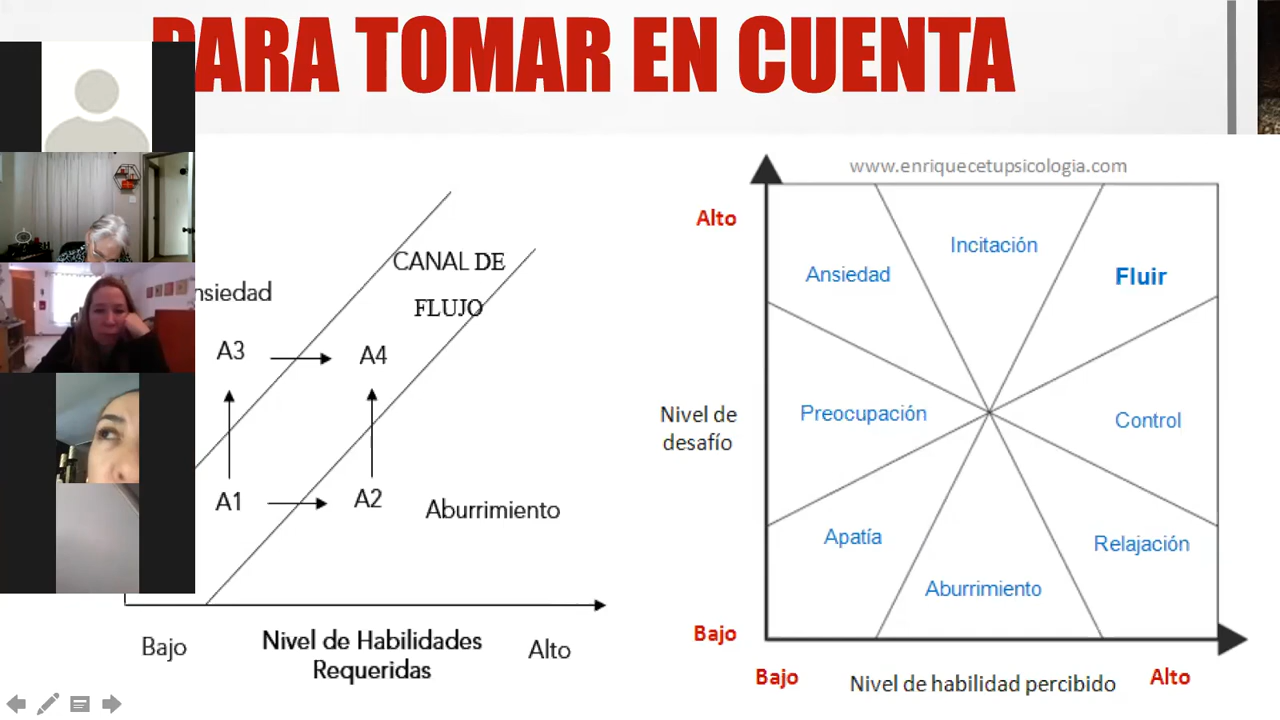 PARA TOMAR EN CUENTA
nsiedad
CANAL DE
FLUJO
A3
A4
A1
A2
Aburrimiento
Bajo
Nivel de Habilidades
Requeridas
Alto
www.enriquecetupsicologia.com
Alto
Incitación
Ansiedad
Fluir
Nivel de
desafío
Preocupación
Control
Apatía
Relajación
Aburrimiento
Bajo
Bajo
Nivel de habilidad percibido
Alto